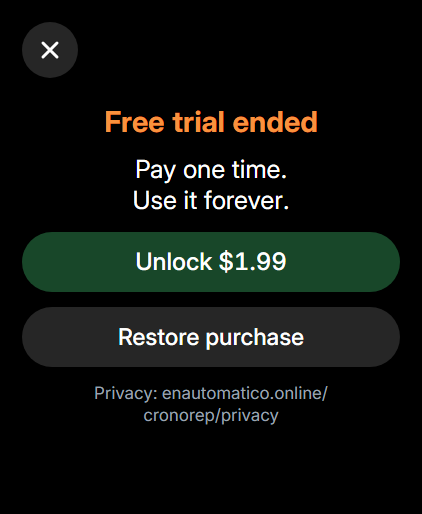 Free trial ended
Pay one time.
Use it forever.
Unlock $1.99
Restore purchase
Privacy: enautomatico.online/
cronorep/privacy